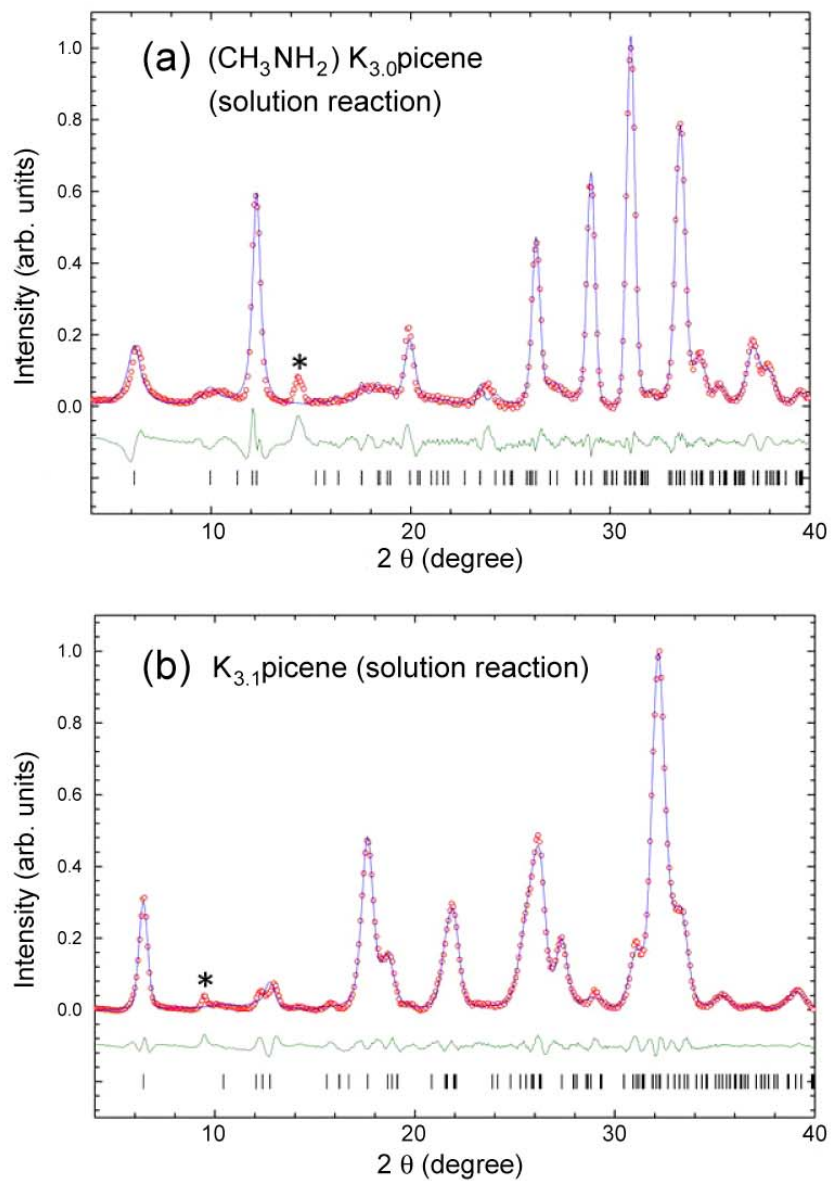 (a) (CH₃NH₂) K₃.₀picene
(solution reaction)
1.0
0.8
0.6
0.4
0.2
0.0
Intensity (arb. units)
*
10 20 30 40
2 θ (degree)
(b) K₃.₁picene (solution reaction)
1.0
0.8
0.6
0.4
0.2
0.0
Intensity (arb. units)
*
10 20 30 40
2 θ (degree)